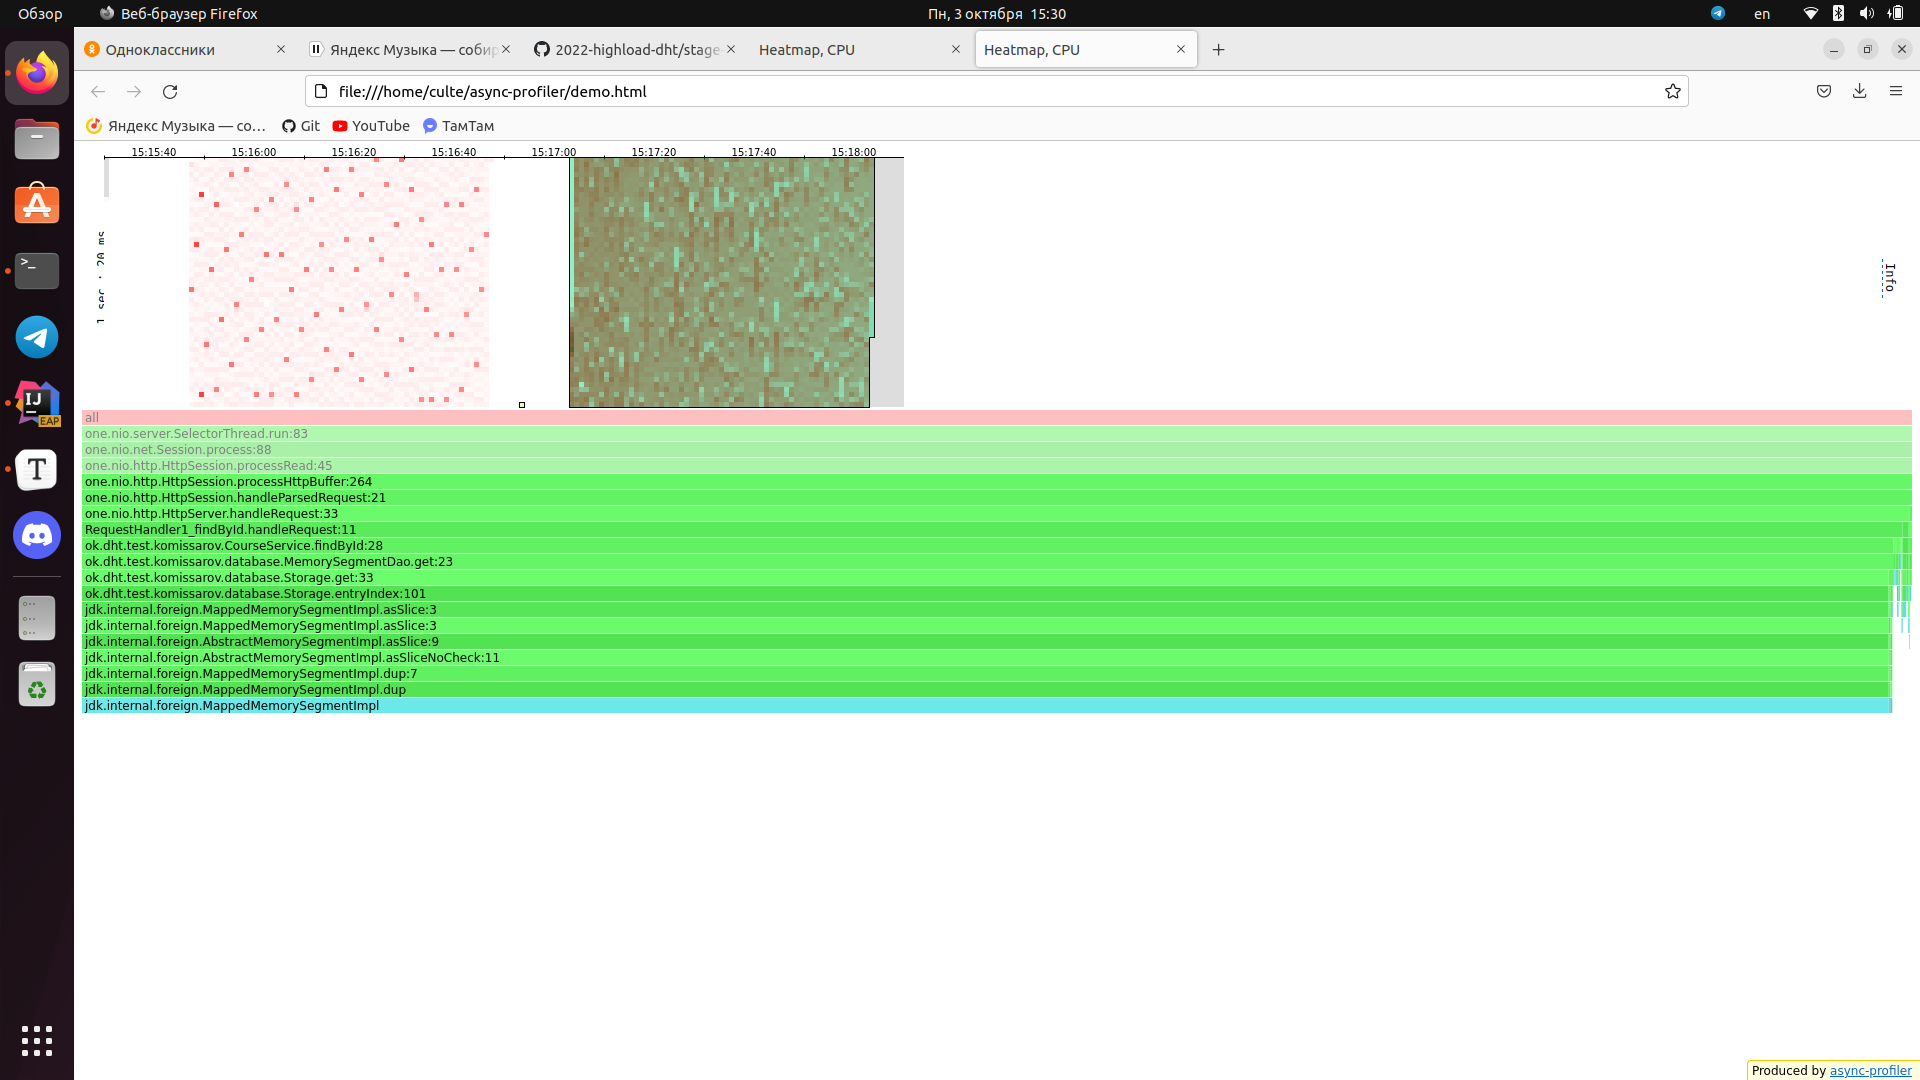 Обзор
Веб-браузер Firefox
Пн, 3 октября 15:30
en
Одноклассники
Яндекс Музыка — собир
2022-highload-dht/stage-
Heatmap, CPU
Heatmap, CPU
file:///home/culte/async-profiler/demo.html
Яндекс Музыка — со…
Git
YouTube
ТамТам
15:15:40
15:16:00
15:16:20
15:16:40
15:17:00
15:17:20
15:17:40
15:18:00
1 sec · 20 ms
Info
all
one.nio.server.SelectorThread.run:83
one.nio.net.Session.process:88
one.nio.http.HttpSession.processRead:45
one.nio.http.HttpSession.processHttpBuffer:264
one.nio.http.HttpSession.handleParsedRequest:21
one.nio.http.HttpServer.handleRequest:33
RequestHandler1_findById.handleRequest:11
ok.dht.test.komissarov.CourseService.findById:28
ok.dht.test.komissarov.database.MemorySegmentDao.get:23
ok.dht.test.komissarov.database.Storage.get:33
ok.dht.test.komissarov.database.Storage.entryIndex:101
jdk.internal.foreign.MappedMemorySegmentImpl.asSlice:3
jdk.internal.foreign.MappedMemorySegmentImpl.asSlice:3
jdk.internal.foreign.AbstractMemorySegmentImpl.asSlice:9
jdk.internal.foreign.AbstractMemorySegmentImpl.asSliceNoCheck:11
jdk.internal.foreign.MappedMemorySegmentImpl.dup:7
jdk.internal.foreign.MappedMemorySegmentImpl.dup
jdk.internal.foreign.MappedMemorySegmentImpl
IJ
EAP
T
Produced by async-profiler